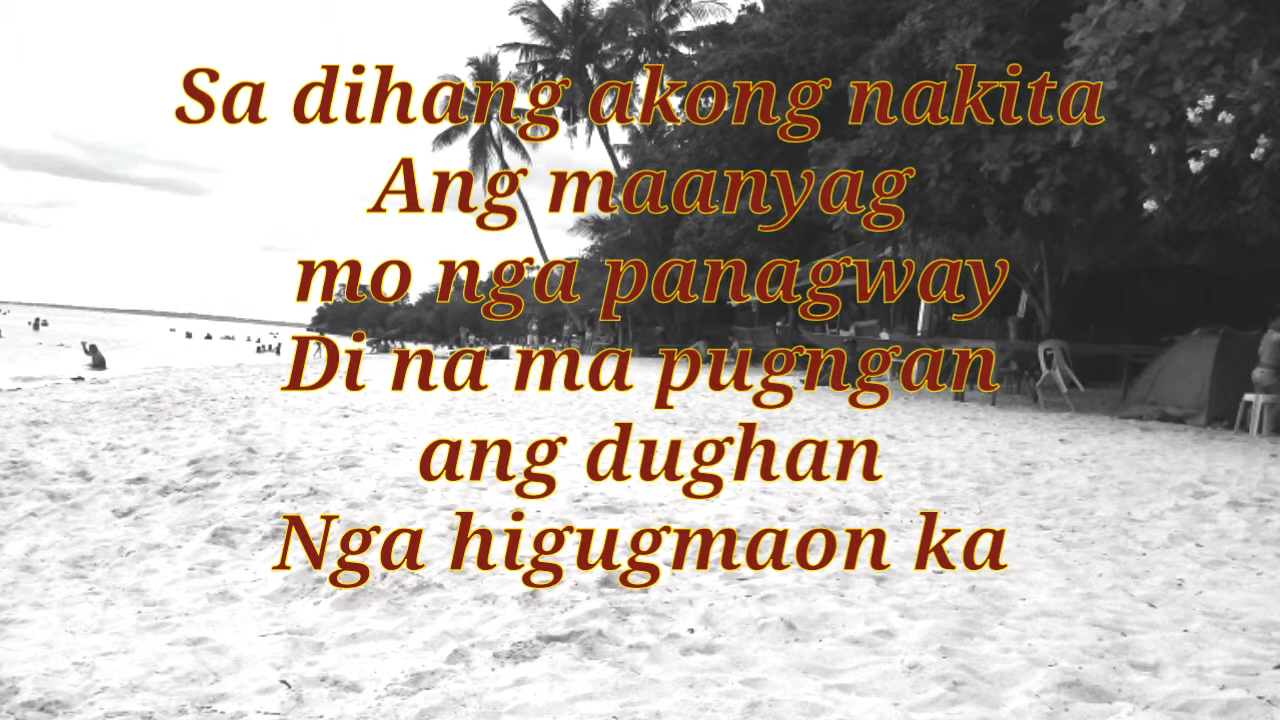 Sa dihang akong nakita
Ang maanyag
mo nga panagway
Di na ma pugngan
ang dughan
Nga higugmaon ka